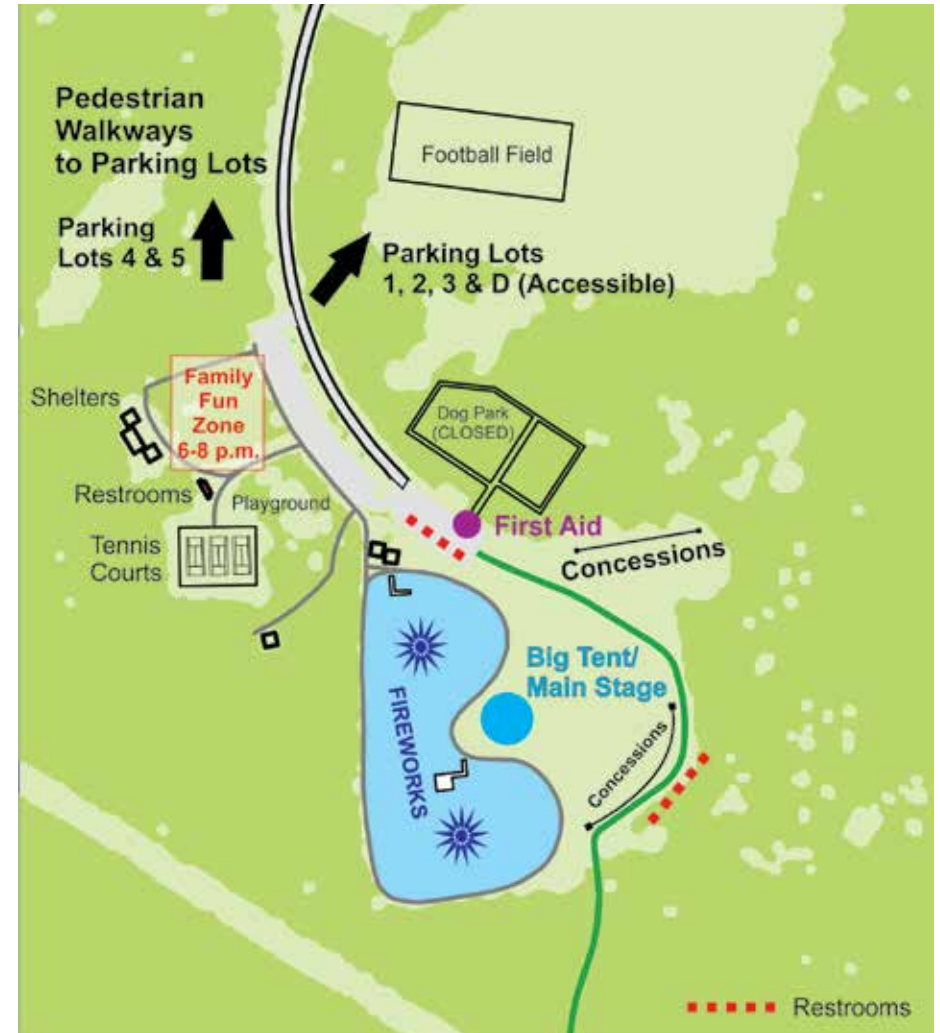 Pedestrian
Walkways
to Parking Lots
Parking
Lots 4 & 5
Football Field
Parking Lots
1, 2, 3 & D (Accessible)
Family
Fun
Zone
6-8 p.m.
Shelters
Restrooms
Playground
Tennis
Courts
Dog Park
(CLOSED)
First Aid
Concessions
Big Tent/
Main Stage
FIREWORKS
Concessions
Restrooms